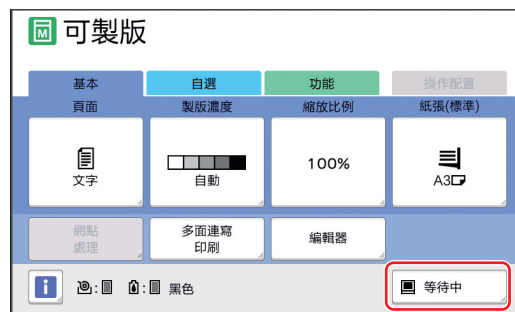 可製版
基本 自選 功能 操作配置
頁面 製版濃度 縮放比例 紙張(標準)
文字 自動 100% A3
網點處理 多面連寫印刷 編輯器
i : : 黑色 等待中